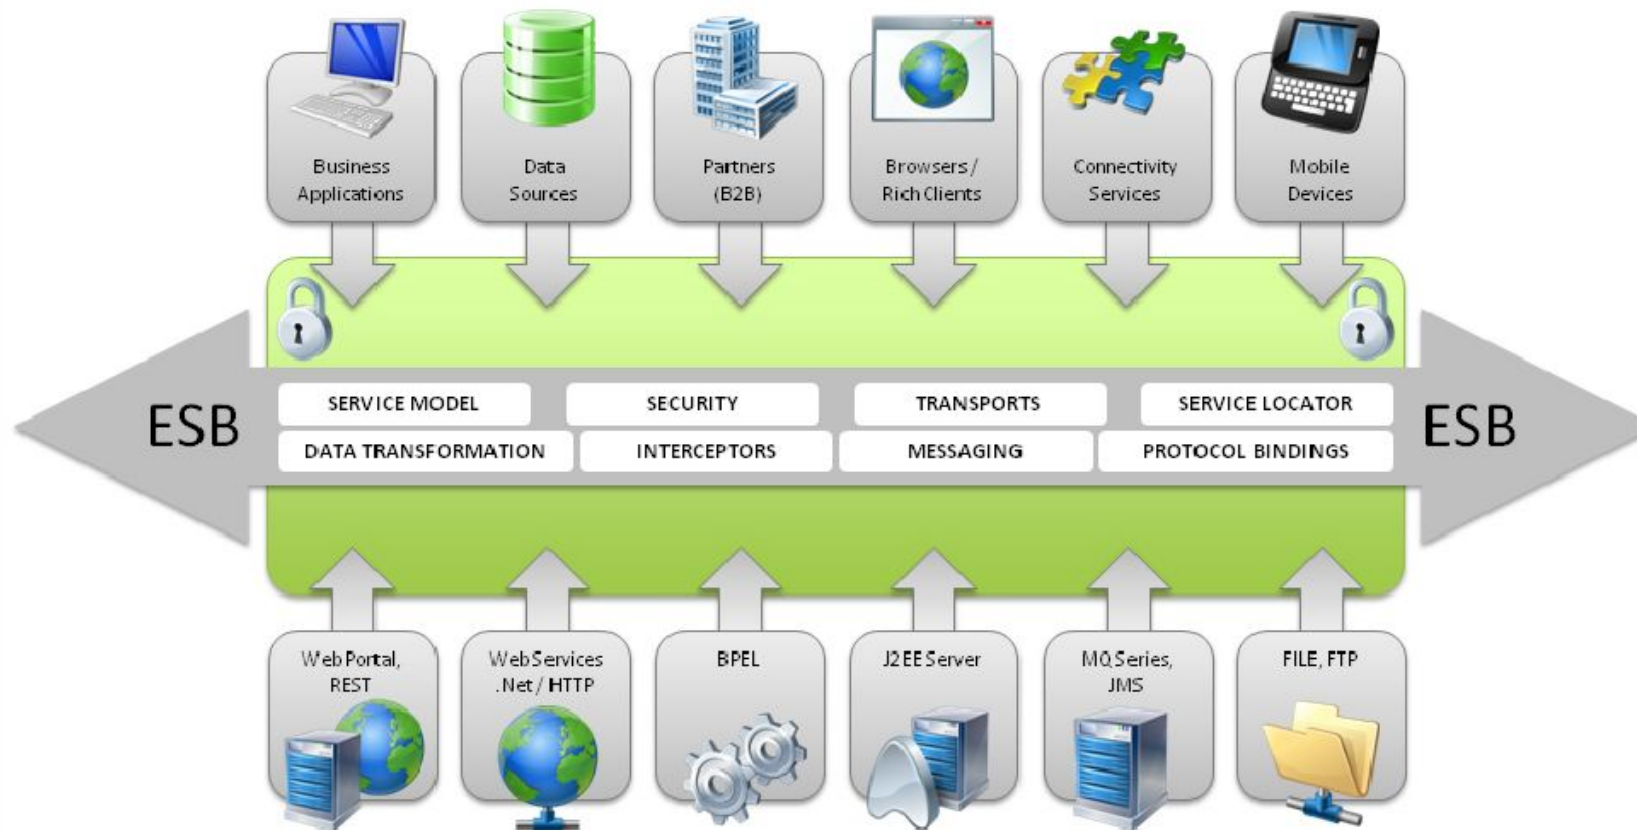 Business
Applications
Data
Sources
Partners
(B2B)
Browsers /
Rich Clients
Connectivity
Services
Mobile
Devices
ESB
SERVICE MODEL
SECURITY
TRANSPORTS
SERVICE LOCATOR
DATA TRANSFORMATION
INTERCEPTORS
MESSAGING
PROTOCOL BINDINGS
ESB
Web Portal,
REST
Web Services
.Net / HTTP
BPEL
J2EE Server
MQ Series,
JMS
FILE, FTP